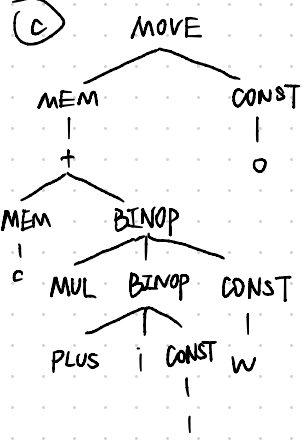 c MOVE
MEM CONST
+ 0
MEM BINOP
c MUL BINOP CONST
PLUS i CONST W
1